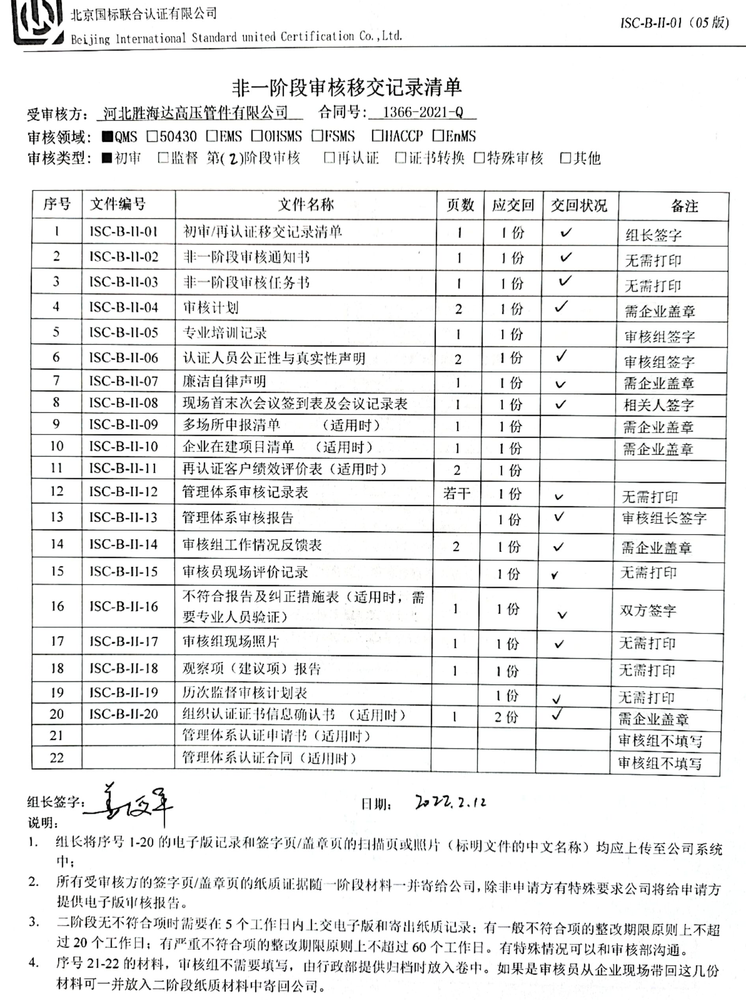 北京国标联合认证有限公司
ISC-B-II-01（05版）
Beijing International Standard united Certification Co.,Ltd.
非一阶段审核移交记录清单
受审核方：河北胜海达高压管件有限公司 合同号：1366-2021-Q
审核领域：■QMS □50430 □EMS □OHSMS □FSMS □HACCP □EnMS
审核类型：■初审 □监督 第(2)阶段审核 □再认证 □证书转换 □特殊审核 □其他
序号 文件编号 文件名称 页数 应交回 交回状况 备注
1 ISC-B-II-01 初审/再认证移交记录清单 1 1份 ✓ 组长签字
2 ISC-B-II-02 非一阶段审核通知书 1 1份 ✓ 无需打印
3 ISC-B-II-03 非一阶段审核任务书 1 1份 ✓ 无需打印
4 ISC-B-II-04 审核计划 2 1份 ✓ 需企业盖章
5 ISC-B-II-05 专业培训记录 1 1份 审核组签字
6 ISC-B-II-06 认证人员公正性与真实性声明 2 1份 ✓ 审核组签字
7 ISC-B-II-07 廉洁自律声明 1 1份 ✓ 需企业盖章
8 ISC-B-II-08 现场首末次会议签到表及会议记录表 1 1份 ✓ 相关人签字
9 ISC-B-II-09 多场所申报清单 （适用时） 1 1份 需企业盖章
10 ISC-B-II-10 企业在建项目清单 （适用时） 1 1份 需企业盖章
11 ISC-B-II-11 再认证客户绩效评价表（适用时） 2 1份
12 ISC-B-II-12 管理体系审核记录表 若干 1份 ✓ 无需打印
13 ISC-B-II-13 管理体系审核报告 1份 ✓ 审核组长签字
14 ISC-B-II-14 审核组工作情况反馈表 2 1份 ✓ 需企业盖章
15 ISC-B-II-15 审核员现场评价记录 1份 ✓ 无需打印
16 ISC-B-II-16 不符合报告及纠正措施表（适用时，需
要专业人员验证） 1 1份 ✓ 双方签字
17 ISC-B-II-17 审核组现场照片 1 1份 ✓ 无需打印
18 ISC-B-II-18 观察项（建议项）报告 1 1份 无需打印
19 ISC-B-II-19 历次监督审核计划表 1份 ✓ 无需打印
20 ISC-B-II-20 组织认证证书信息确认书 （适用时） 1 2份 ✓ 需企业盖章
21 管理体系认证申请书（适用时） 审核组不填写
22 管理体系认证合同（适用时） 审核组不填写
组长签字： 日期： 2022.2.12
说明：
1. 组长将序号1-20的电子版记录和签字页/盖章页的扫描页或照片（标明文件的中文名称）均应上传至公司系统
中；
2. 所有受审核方的签字页/盖章页的纸质证据随一阶段材料一并寄给公司，除非申请方有特殊要求公司将给申请方
提供电子版审核报告。
3. 二阶段无不符合项时需要在5个工作日内上交电子版和寄出纸质记录；有一般不符合项的整改期限原则上不超
过20个工作日；有严重不符合项的整改期限原则上不超过60个工作日。有特殊情况可以和审核部沟通。
4. 序号21-22的材料，审核组不需要填写，由行政部提供归档时放入卷中。如果是审核员从企业现场带回这几份
材料可一并放入二阶段纸质材料中寄回公司。